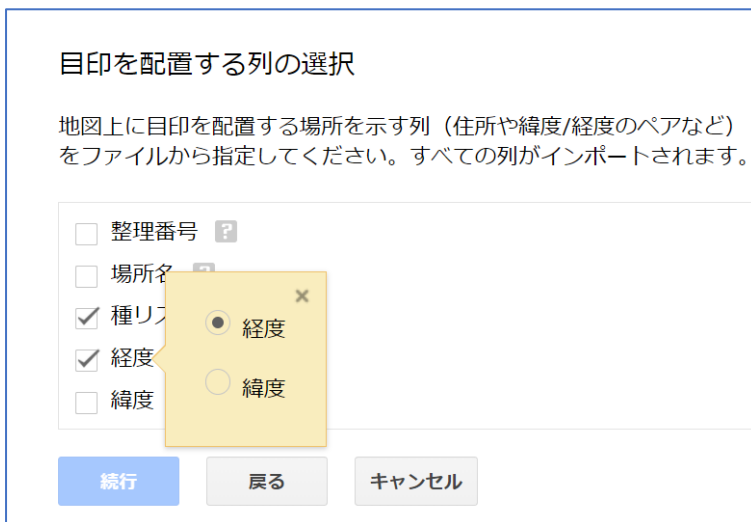 目印を配置する列の選択
地図上に目印を配置する場所を示す列（住所や緯度/経度のペアなど）
をファイルから指定してください。すべての列がインポートされます。
整理番号 ?
場所名 ?
種リス
経度
緯度
×
経度
緯度
続行 戻る キャンセル